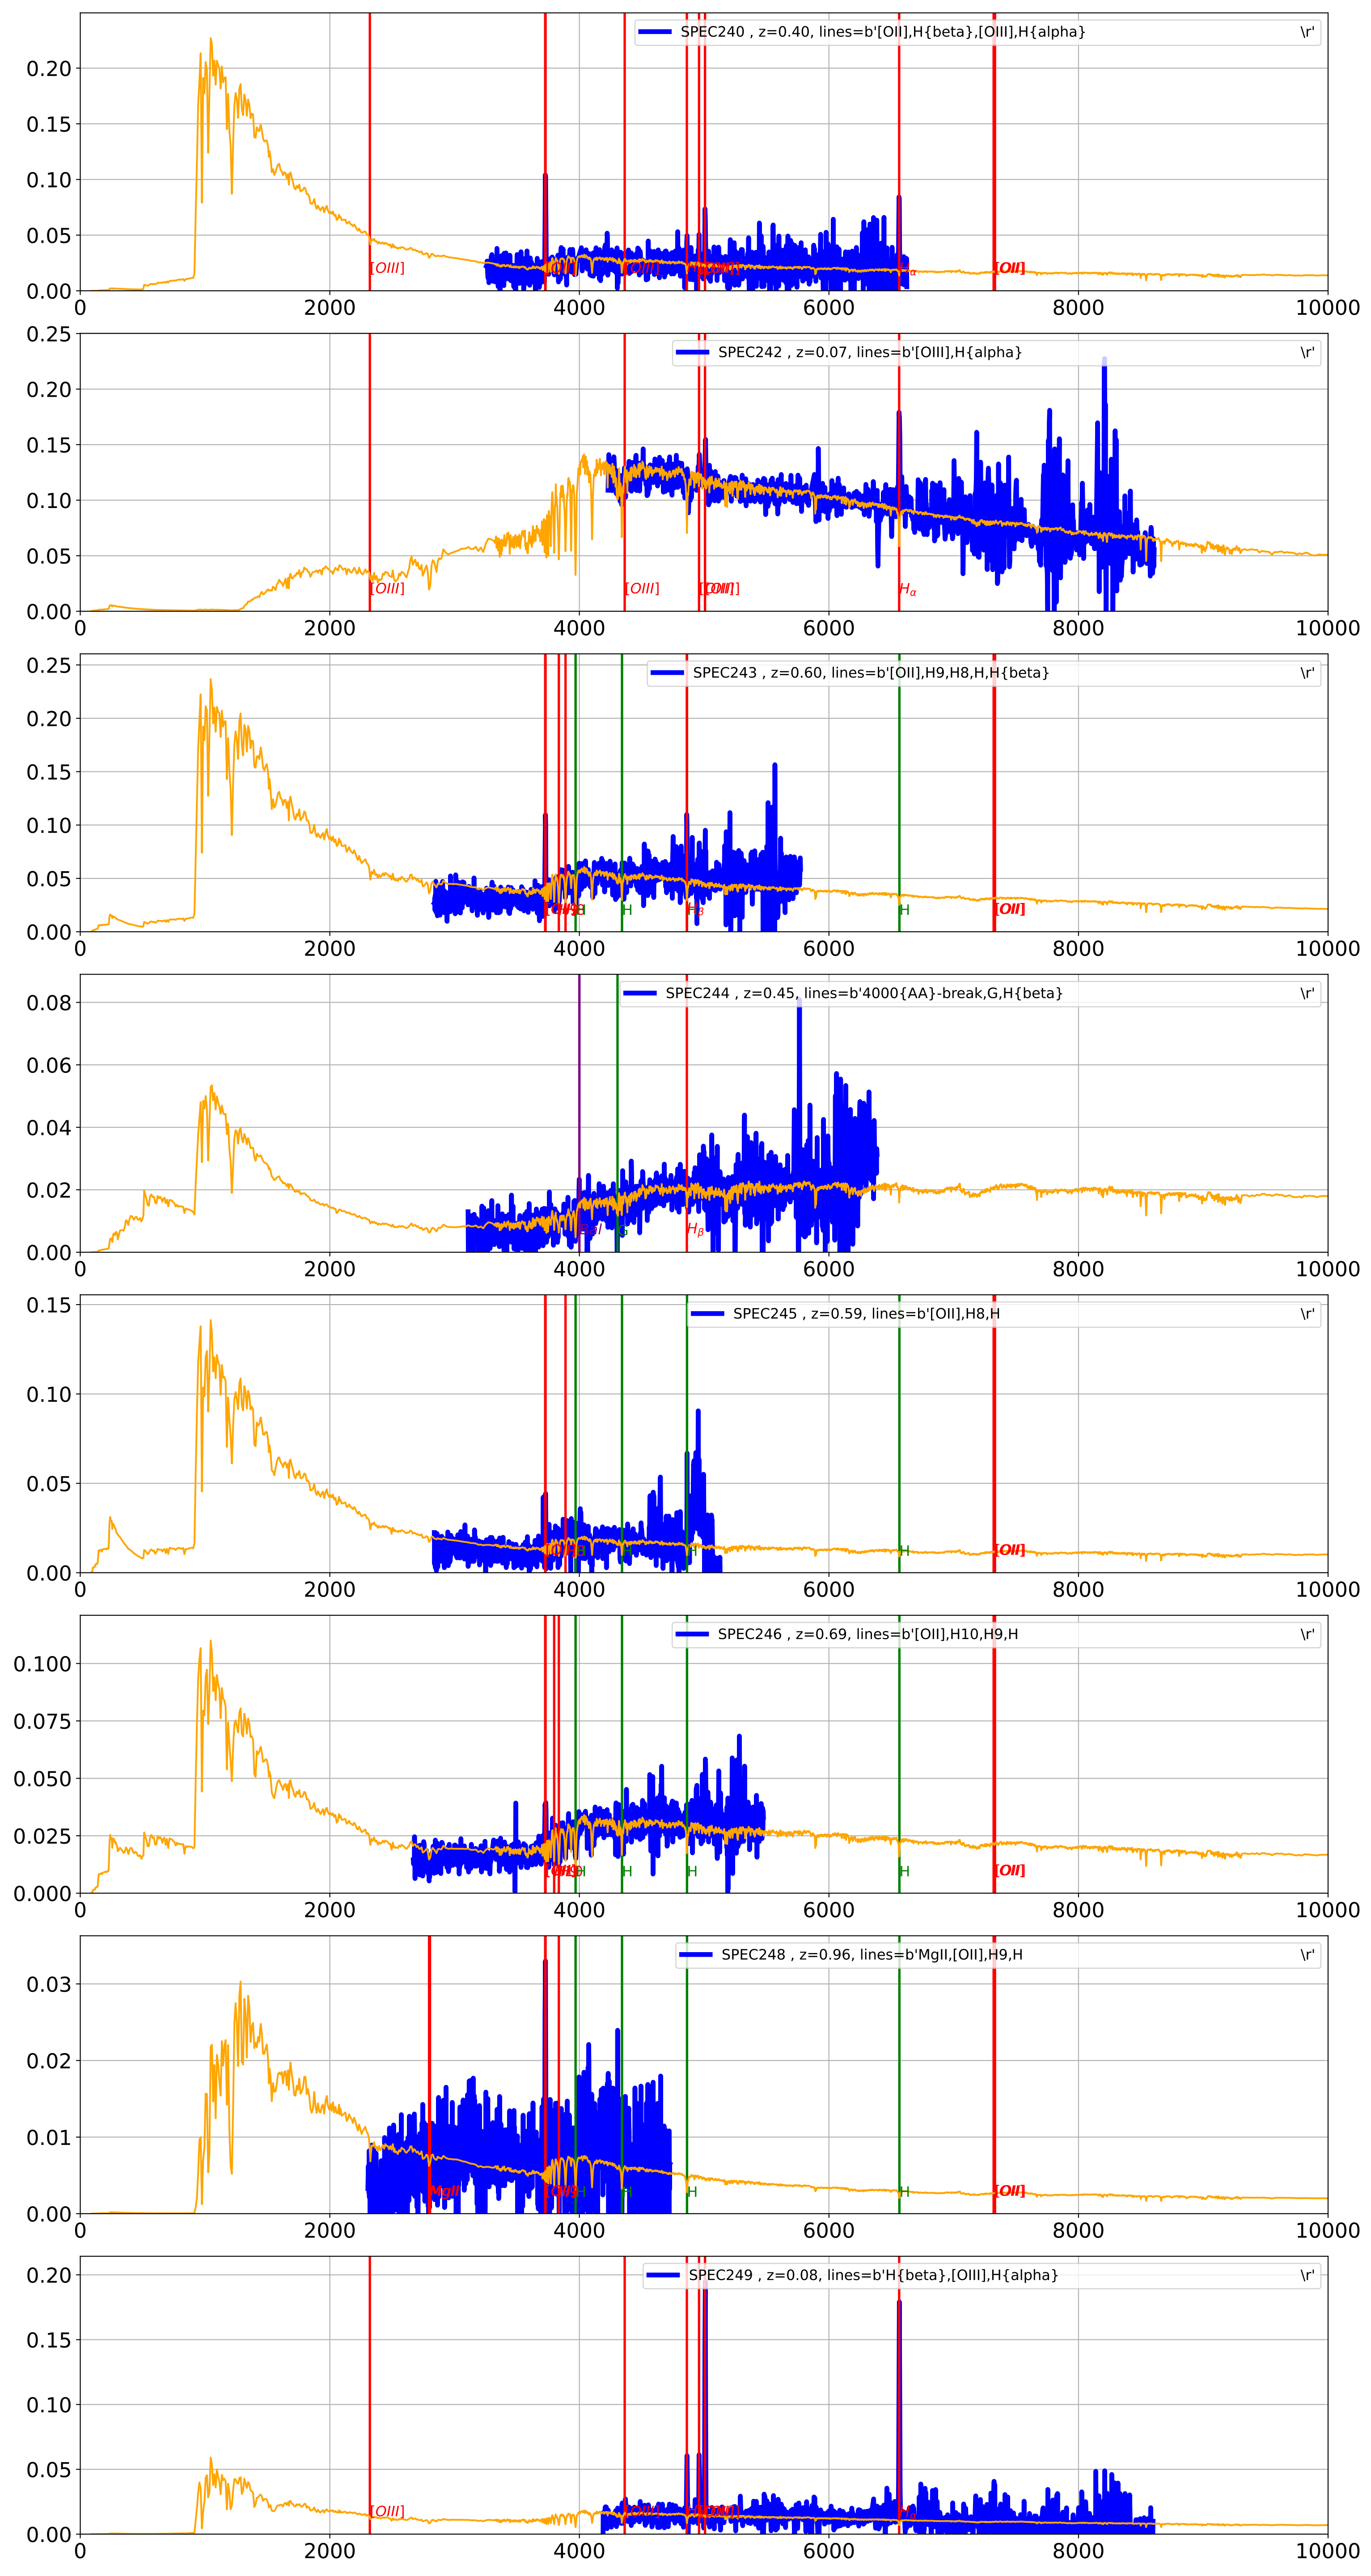 SPEC240 , z=0.40, lines=b'[OII],H{beta},[OIII],H{alpha} \r'
0.20
0.15
0.10
0.05
0.00
[OIII] [OIII] [OII]
0 2000 4000 6000 8000 10000
SPEC242 , z=0.07, lines=b'[OIII],H{alpha} \r'
0.25
0.20
0.15
0.10
0.05
0.00
[OIII] [OIII] [OIII] Hα
0 2000 4000 6000 8000 10000
SPEC243 , z=0.60, lines=b'[OII],H9,H8,H,H{beta} \r'
0.25
0.20
0.15
0.10
0.05
0.00
H Hβ H [OII]
0 2000 4000 6000 8000 10000
SPEC244 , z=0.45, lines=b'4000{AA}-break,G,H{beta} \r'
0.08
0.06
0.04
0.02
0.00
G Hβ
0 2000 4000 6000 8000 10000
SPEC245 , z=0.59, lines=b'[OII],H8,H \r'
0.15
0.10
0.05
0.00
H H H [OII]
0 2000 4000 6000 8000 10000
SPEC246 , z=0.69, lines=b'[OII],H10,H9,H \r'
0.100
0.075
0.050
0.025
0.000
H H H H [OII]
0 2000 4000 6000 8000 10000
SPEC248 , z=0.96, lines=b'MgII,[OII],H9,H \r'
0.03
0.02
0.01
0.00
MgII H H H H [OII]
0 2000 4000 6000 8000 10000
SPEC249 , z=0.08, lines=b'H{beta},[OIII],H{alpha} \r'
0.20
0.15
0.10
0.05
0.00
[OIII] [OIII]
0 2000 4000 6000 8000 10000